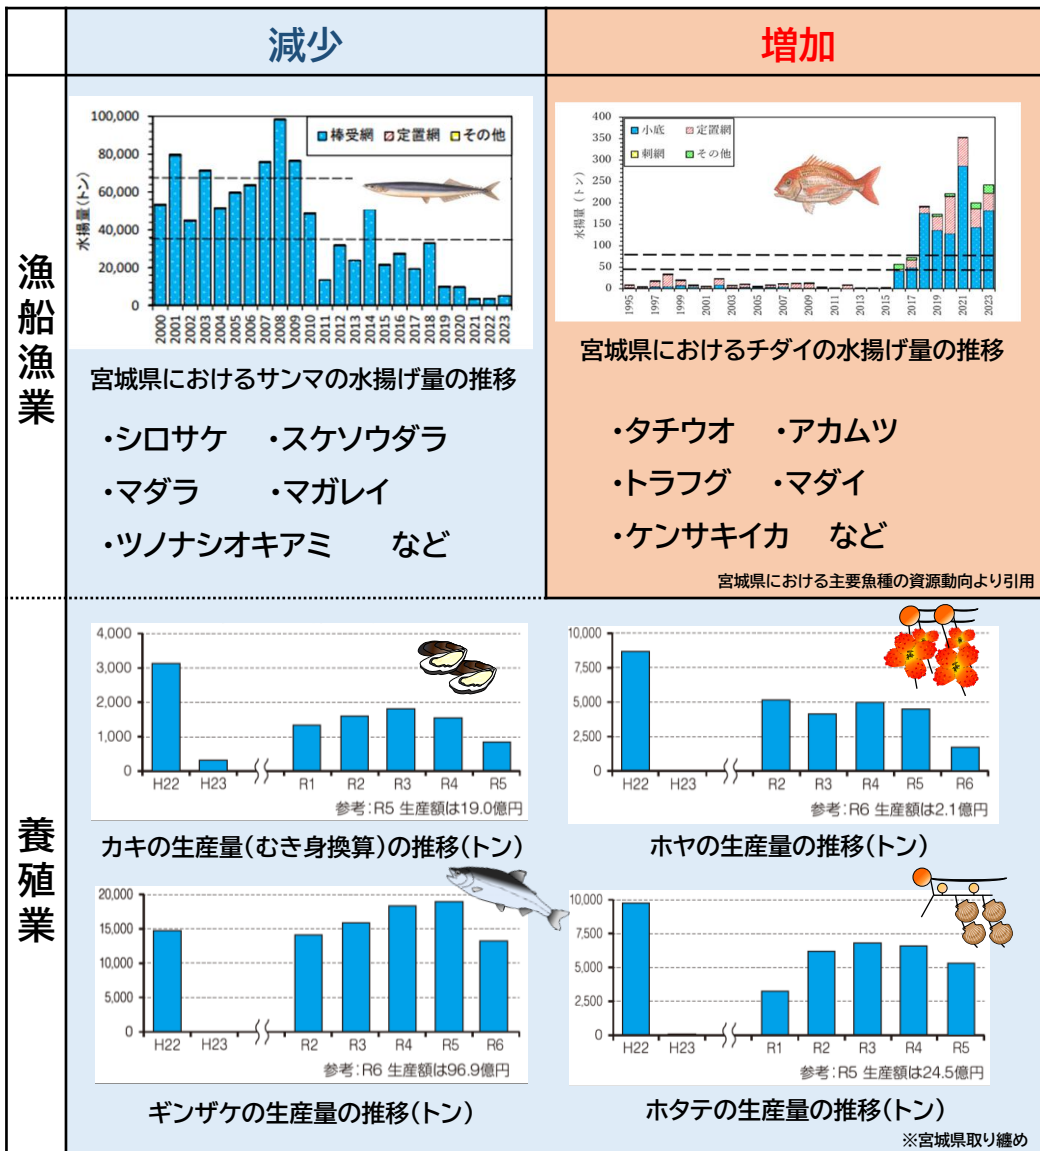 減少
増加
漁船漁業
100,000
80,000
60,000
40,000
20,000
0
水揚量(トン)
棒受網 定置網 その他
2000 2001 2002 2003 2004 2005 2006 2007 2008 2009 2010 2011 2012 2013 2014 2015 2016 2017 2018 2019 2020 2021 2022 2023
宮城県におけるサンマの水揚げ量の推移
・シロサケ ・スケソウダラ
・マダラ ・マガレイ
・ツノナシオキアミ など
400
350
300
250
200
150
100
50
0
水揚量(トン)
小底 定置網
刺網 その他
1995 1997 1999 2001 2003 2005 2007 2009 2011 2013 2015 2017 2019 2021 2023
宮城県におけるチダイの水揚げ量の推移
・タチウオ ・アカムツ
・トラフグ ・マダイ
・ケンサキイカ など
宮城県における主要魚種の資源動向より引用
養殖業
4,000
3,000
2,000
1,000
0
H22 H23 R1 R2 R3 R4 R5
参考:R5 生産額は19.0億円
カキの生産量(むき身換算)の推移(トン)
10,000
7,500
5,000
2,500
0
H22 H23 R2 R3 R4 R5 R6
参考:R6 生産額は2.1億円
ホヤの生産量の推移(トン)
20,000
15,000
10,000
5,000
0
H22 H23 R2 R3 R4 R5 R6
参考:R6 生産額は96.9億円
ギンザケの生産量の推移(トン)
10,000
7,500
5,000
2,500
0
H22 H23 R1 R2 R3 R4 R5
参考:R5 生産額は24.5億円
ホタテの生産量の推移(トン)
※宮城県取り纏め